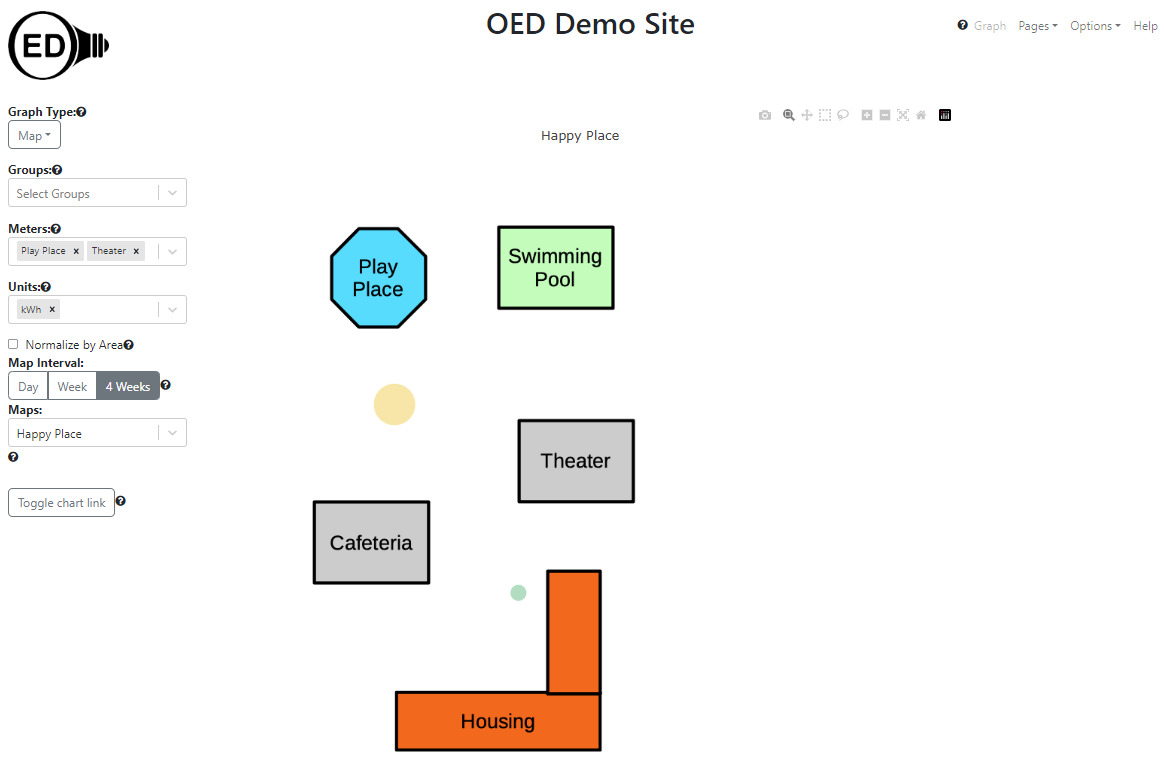 ED
OED Demo Site
Graph Pages Options Help
Graph Type:
Map
Groups:
Select Groups
Meters:
Play Place × Theater ×
Units:
kWh ×
Normalize by Area
Map Interval:
Day Week 4 Weeks
Maps:
Happy Place
Toggle chart link
Happy Place
Play
Place
Swimming
Pool
Theater
Cafeteria
Housing